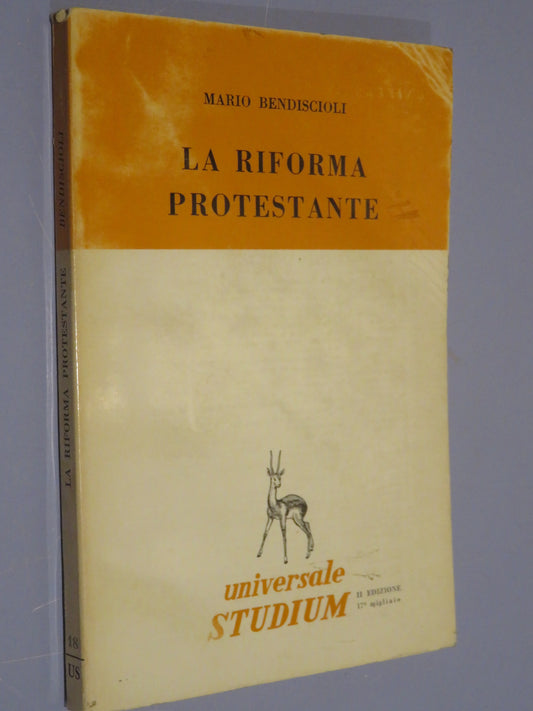 MARIO BENDISCIOLI
LA RIFORMA
PROTESTANTE
universale
STUDIUM
II EDIZIONE
17° migliaio
LA RIFORMA PROTESTANTE BENDISCIOLI
18
US